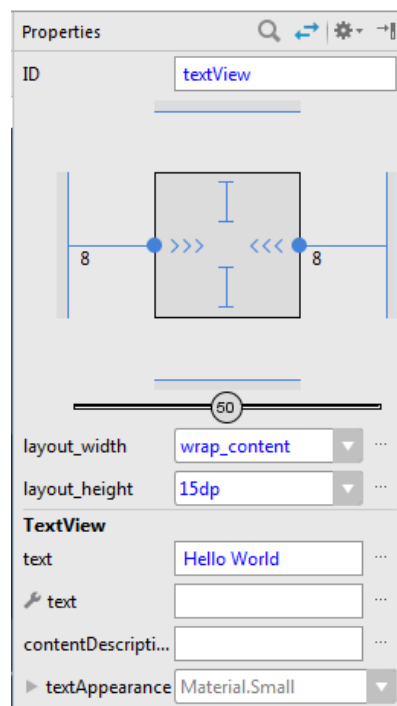 Properties
ID textView
8 >>> <<< 8
50
layout_width wrap_content ...
layout_height 15dp ...
TextView
text Hello World ...
text ...
contentDescripti... ...
textAppearance Material.Small